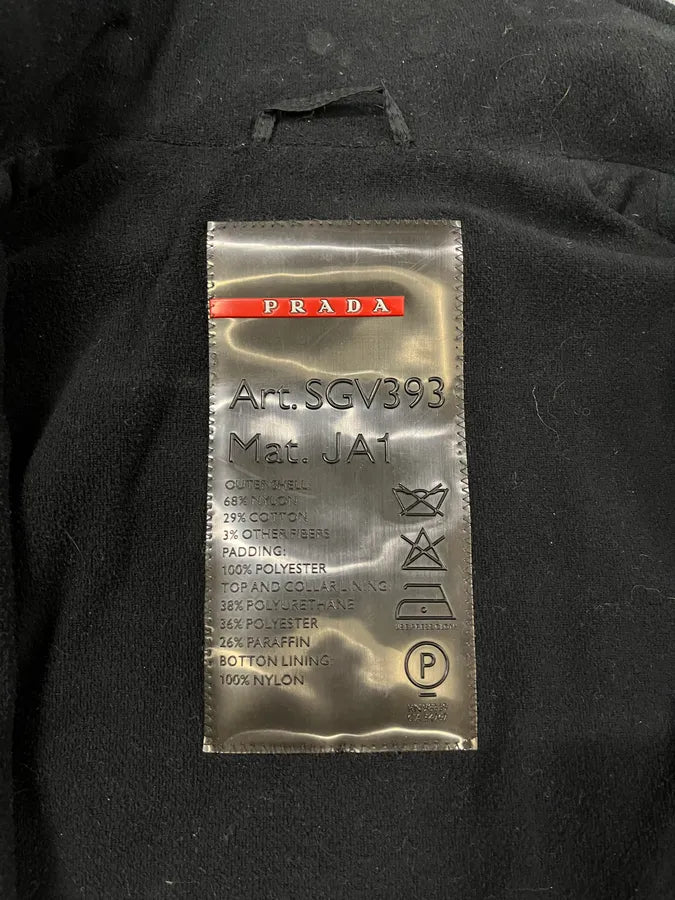 PRADA
Art. SGV393
Mat. JA1
OUTER SHELL:
68% NYLON
29% COTTON
3% OTHER FIBERS
PADDING:
100% POLYESTER
TOP AND COLLAR LINING:
38% POLYURETHANE
36% POLYESTER
26% PARAFFIN
BOTTON LINING:
100% NYLON
P